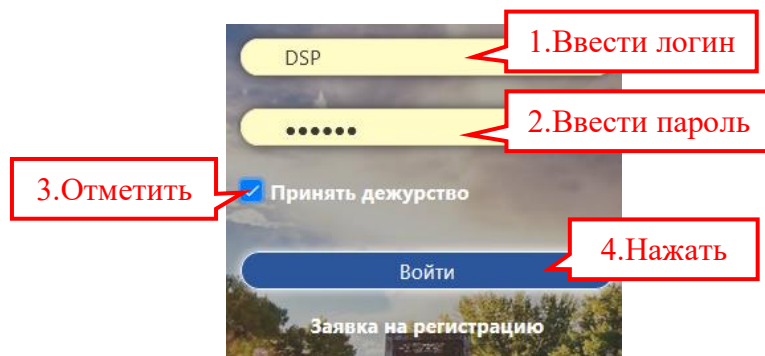 1.Ввести логин
DSP
2.Ввести пароль
••••••
3.Отметить
Принять дежурство
4.Нажать
Войти
Заявка на регистрацию